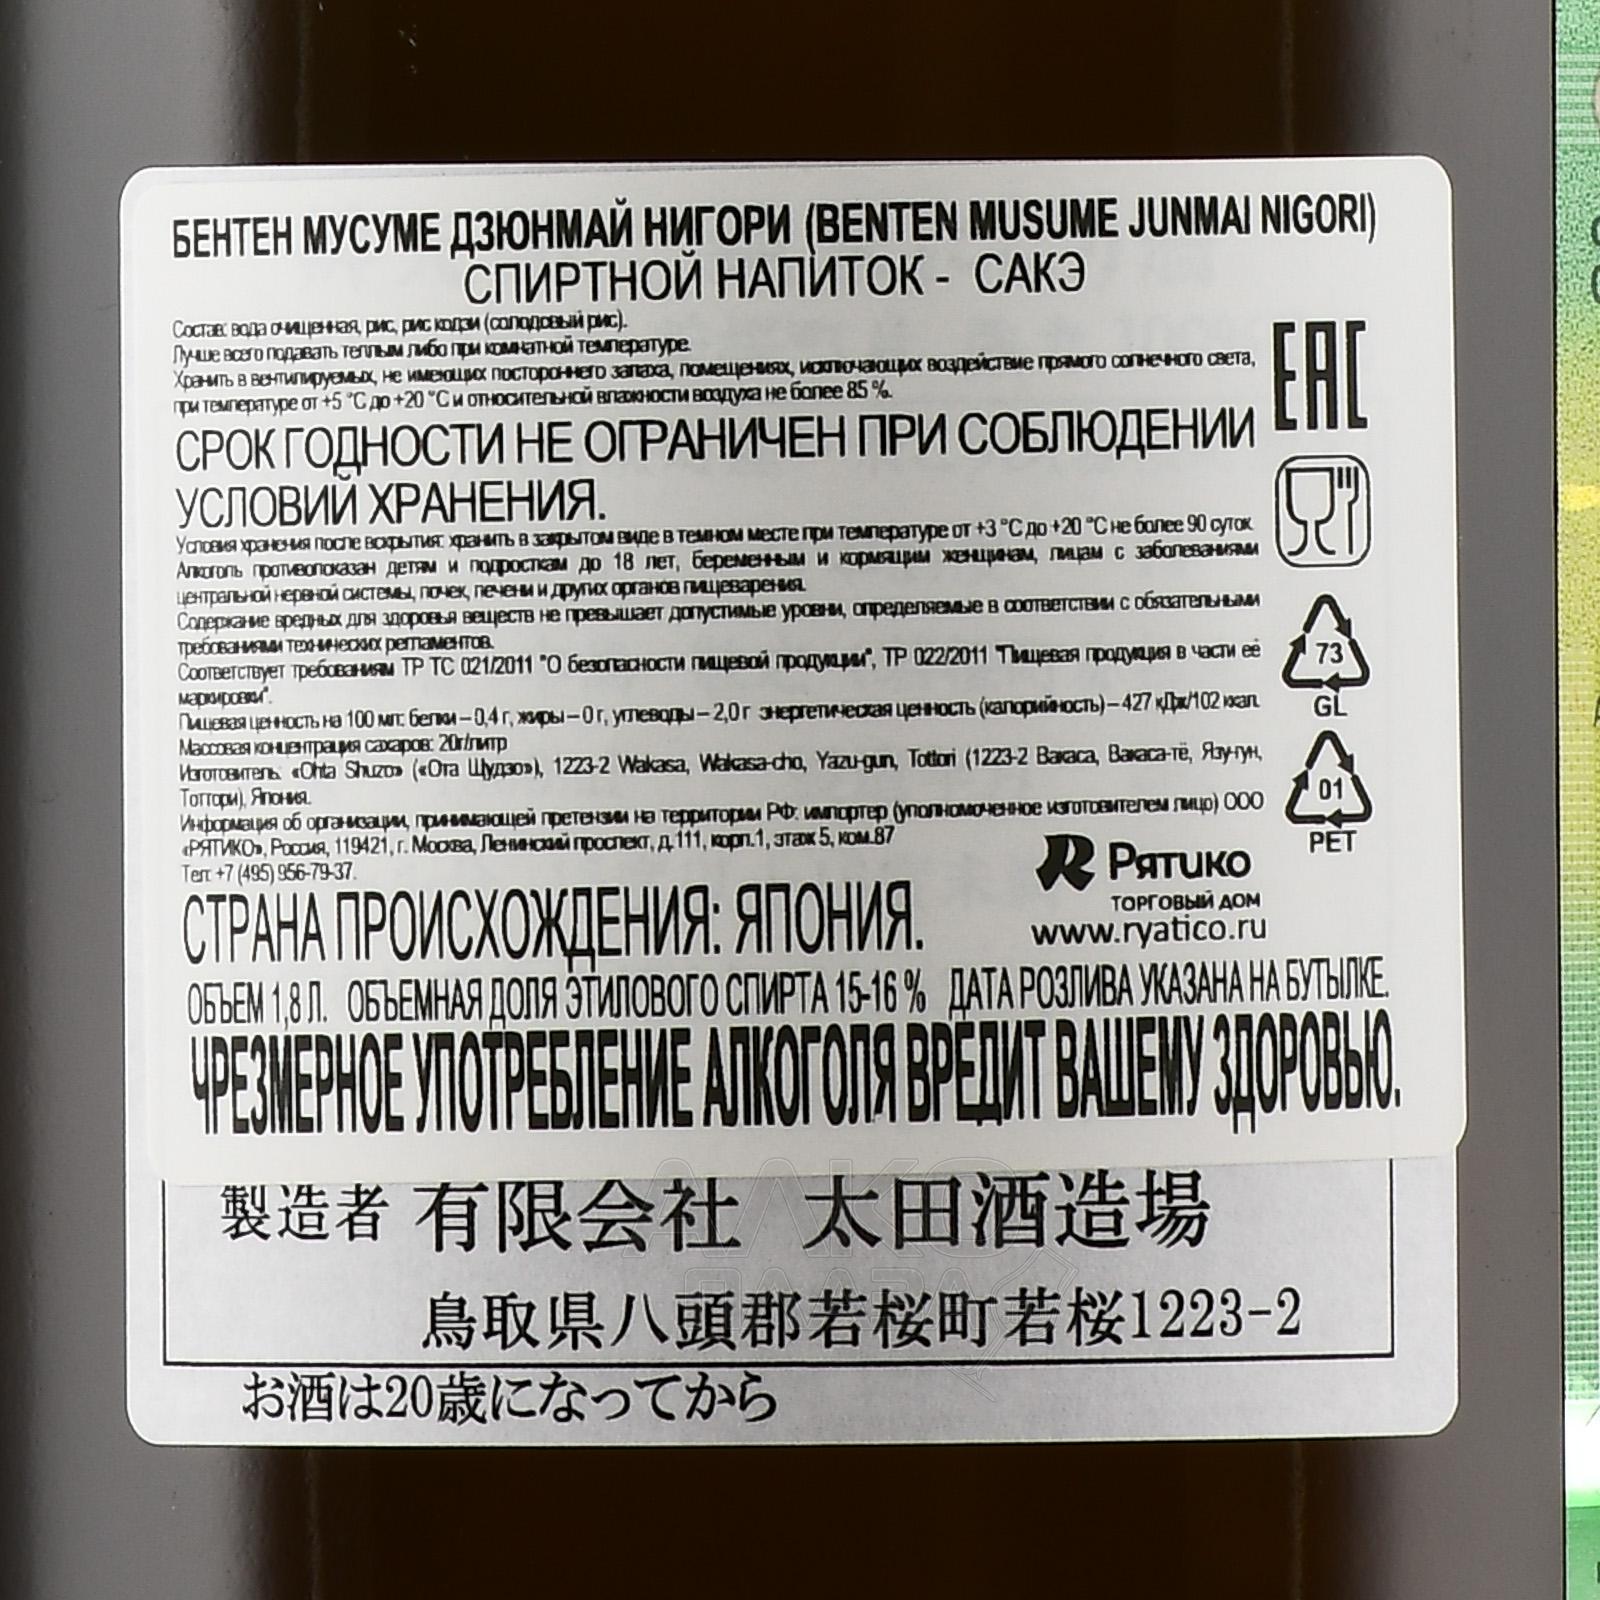 БЕНТЕН МУСУМЕ ДЗЮНМАЙ НИГОРИ (BENTEN MUSUME JUNMAI NIGORI)
СПИРТНОЙ НАПИТОК - САКЭ
Состав: вода очищенная, рис, рис кодзи (солодовый рис).
Лучше всего подавать теплым либо при комнатной температуре.
Хранить в вентилируемых, не имеющих постороннего запаха, помещениях, исключающих воздействие прямого солнечного света,
при температуре от +5 °С до +20 °С и относительной влажности воздуха не более 85 %.
EAC
СРОК ГОДНОСТИ НЕ ОГРАНИЧЕН ПРИ СОБЛЮДЕНИИ
УСЛОВИЙ ХРАНЕНИЯ.
Условия хранения после вскрытия: хранить в закрытом виде в темном месте при температуре от +3 °С до +20 °С не более 90 суток.
Алкоголь противопоказан детям и подросткам до 18 лет, беременным и кормящим женщинам, лицам с заболеваниями
центральной нервной системы, почек, печени и других органов пищеварения.
Содержание вредных для здоровья веществ не превышает допустимые уровни, определяемые в соответствии с обязательными
требованиями технических регламентов.
Соответствует требованиям ТР ТС 021/2011 "О безопасности пищевой продукции", ТР 022/2011 "Пищевая продукция в части её
маркировки".
73
GL
Пищевая ценность на 100 мл: белки – 0,4 г, жиры – 0 г, углеводы – 2,0 г энергетическая ценность (калорийность) – 427 кДж/102 ккал.
Массовая концентрация сахаров: 20г/литр
Изготовитель: «Ohta Shuzo» («Ота Щудзо»), 1223-2 Wakasa, Wakasa-cho, Yazu-gun, Tottori (1223-2 Вакаса, Вакаса-тё, Язу-гун,
Тоттори), Япония.
Информация об организации, принимающей претензии на территории РФ: импортер (уполномоченное изготовителем лицо) ООО
«РЯТИКО», Россия, 119421, г. Москва, Ленинский проспект, д.111, корп.1, этаж 5, ком.87
Тел: +7 (495) 956-79-37.
01
PET
Рятико
ТОРГОВЫЙ ДОМ
www.ryatico.ru
СТРАНА ПРОИСХОЖДЕНИЯ: ЯПОНИЯ.
ОБЪЕМ 1,8 Л. ОБЪЕМНАЯ ДОЛЯ ЭТИЛОВОГО СПИРТА 15-16 % ДАТА РОЗЛИВА УКАЗАНА НА БУТЫЛКЕ.
ЧРЕЗМЕРНОЕ УПОТРЕБЛЕНИЕ АЛКОГОЛЯ ВРЕДИТ ВАШЕМУ ЗДОРОВЬЮ.
製造者 有限会社 太田酒造場
鳥取県八頭郡若桜町若桜1223-2
お酒は20歳になってから